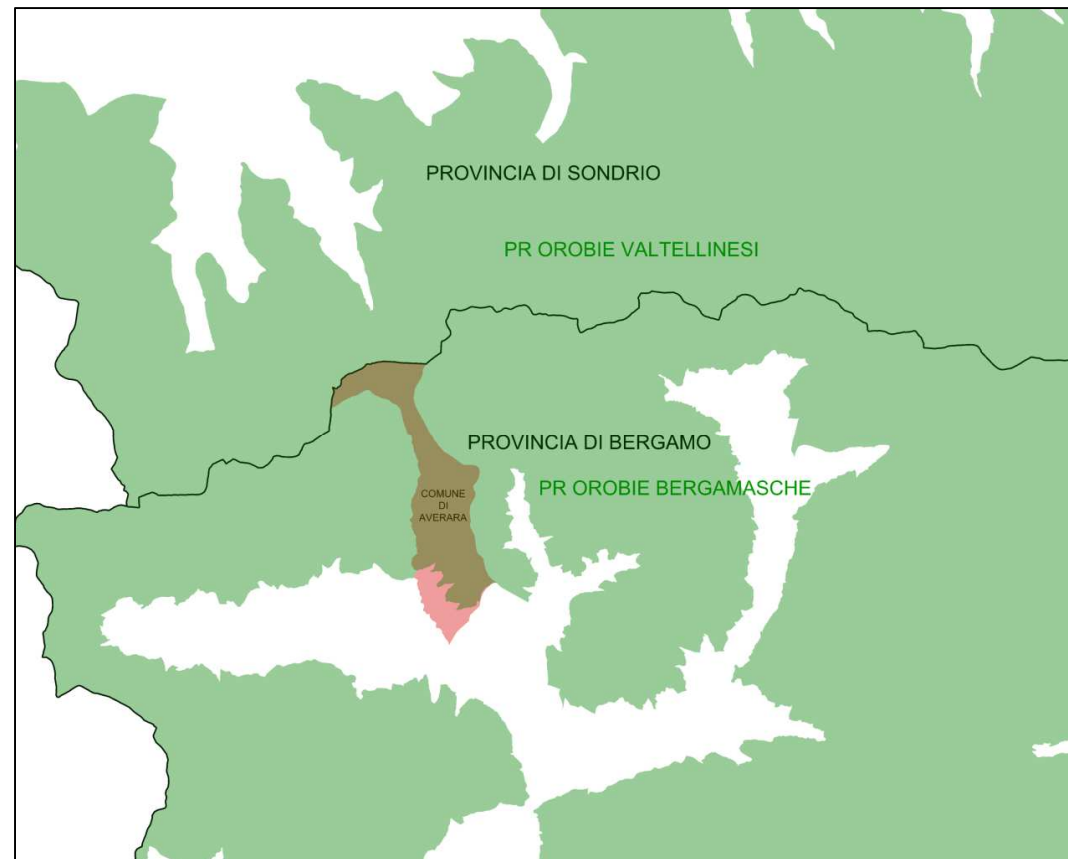 PROVINCIA DI SONDRIO
PR OROBIE VALTELLINESI
PROVINCIA DI BERGAMO
PR OROBIE BERGAMASCHE
COMUNE
DI
AVERARA